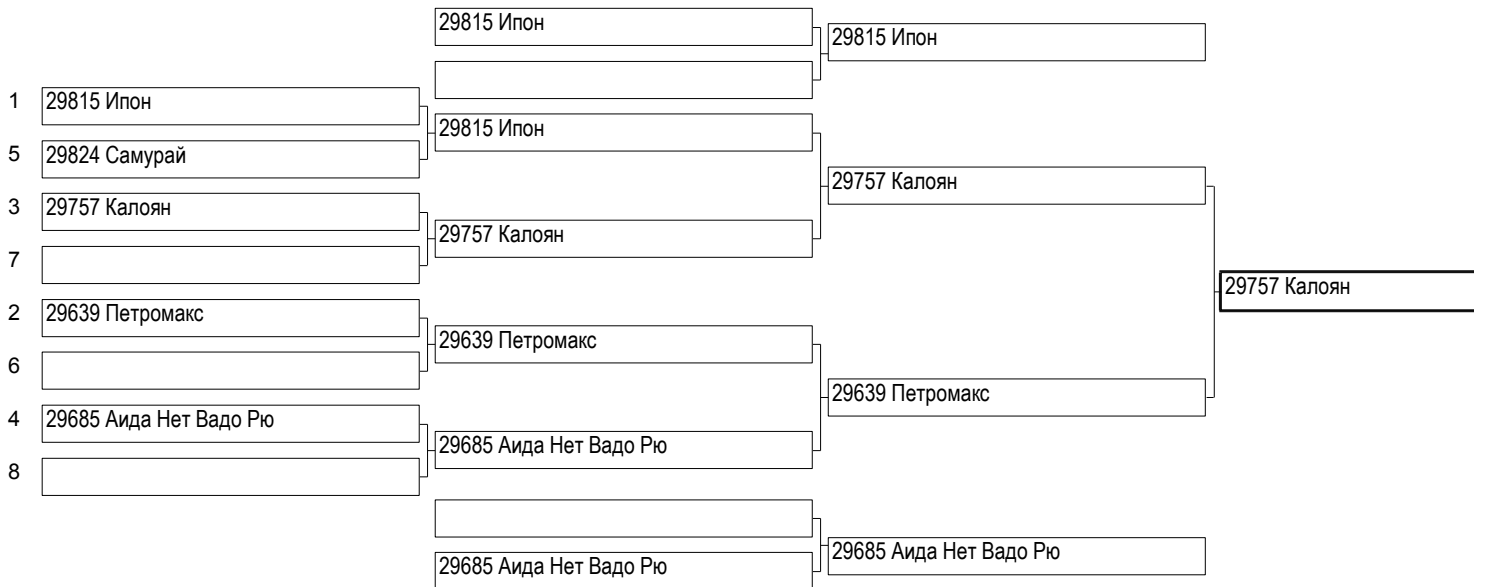 29815 Ипон
29815 Ипон
1 29815 Ипон
29815 Ипон
5 29824 Самурай
29757 Калоян
3 29757 Калоян
29757 Калоян
7
29757 Калоян
2 29639 Петромакс
29639 Петромакс
6
29639 Петромакс
4 29685 Аида Нет Вадо Рю
29685 Аида Нет Вадо Рю
8
29685 Аида Нет Вадо Рю
29685 Аида Нет Вадо Рю